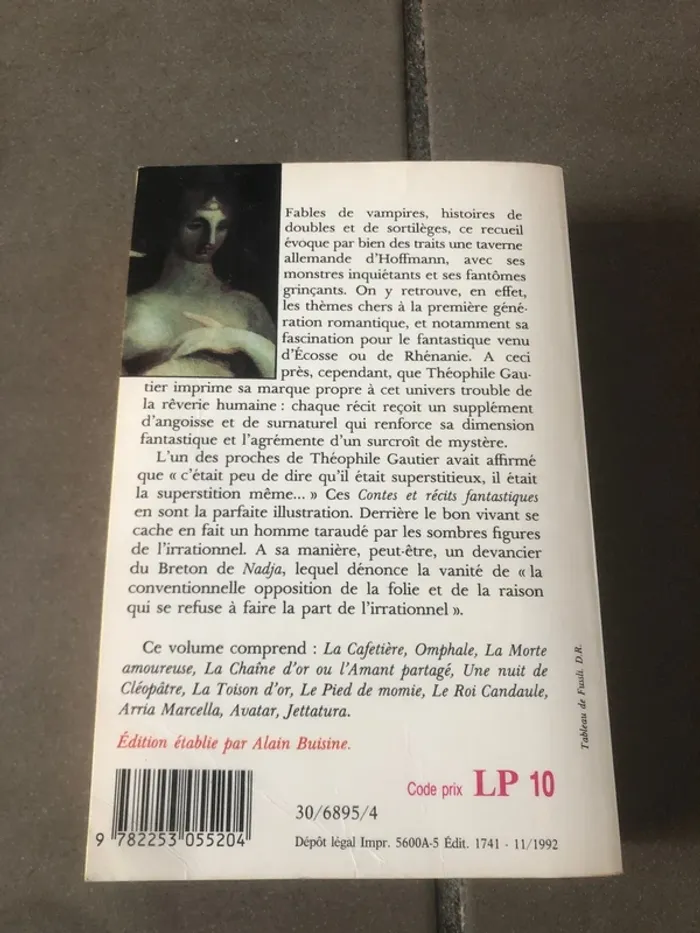 Fables de vampires, histoires de
doubles et de sortilèges, ce recueil
évoque par bien des traits une taverne
allemande d'Hoffmann, avec ses
monstres inquiétants et ses fantômes
grinçants. On y retrouve, en effet,
les thèmes chers à la première géné-
ration romantique, et notamment sa
fascination pour le fantastique venu
d'Écosse ou de Rhénanie. A ceci
près, cependant, que Théophile Gau-
tier imprime sa marque propre à cet univers trouble de
la rêverie humaine : chaque récit reçoit un supplément
d'angoisse et de surnaturel qui renforce sa dimension
fantastique et l'agrémente d'un surcroît de mystère.
L'un des proches de Théophile Gautier avait affirmé
que « c'était peu de dire qu'il était superstitieux, il était
la superstition même... » Ces Contes et récits fantastiques
en sont la parfaite illustration. Derrière le bon vivant se
cache en fait un homme taraudé par les sombres figures
de l'irrationnel. A sa manière, peut-être, un devancier
du Breton de Nadja, lequel dénonce la vanité de « la
conventionnelle opposition de la folie et de la raison
qui se refuse à faire la part de l'irrationnel ».
Ce volume comprend : La Cafetière, Omphale, La Morte
amoureuse, La Chaîne d'or ou l'Amant partagé, Une nuit de
Cléopâtre, La Toison d'or, Le Pied de momie, Le Roi Candaule,
Arria Marcella, Avatar, Jettatura.
Édition établie par Alain Buisine.
Tableau de Fussli. D.R.
Code prix LP 10
30/6895/4
9 782253 055204
Dépôt légal Impr. 5600A-5 Édit. 1741 - 11/1992